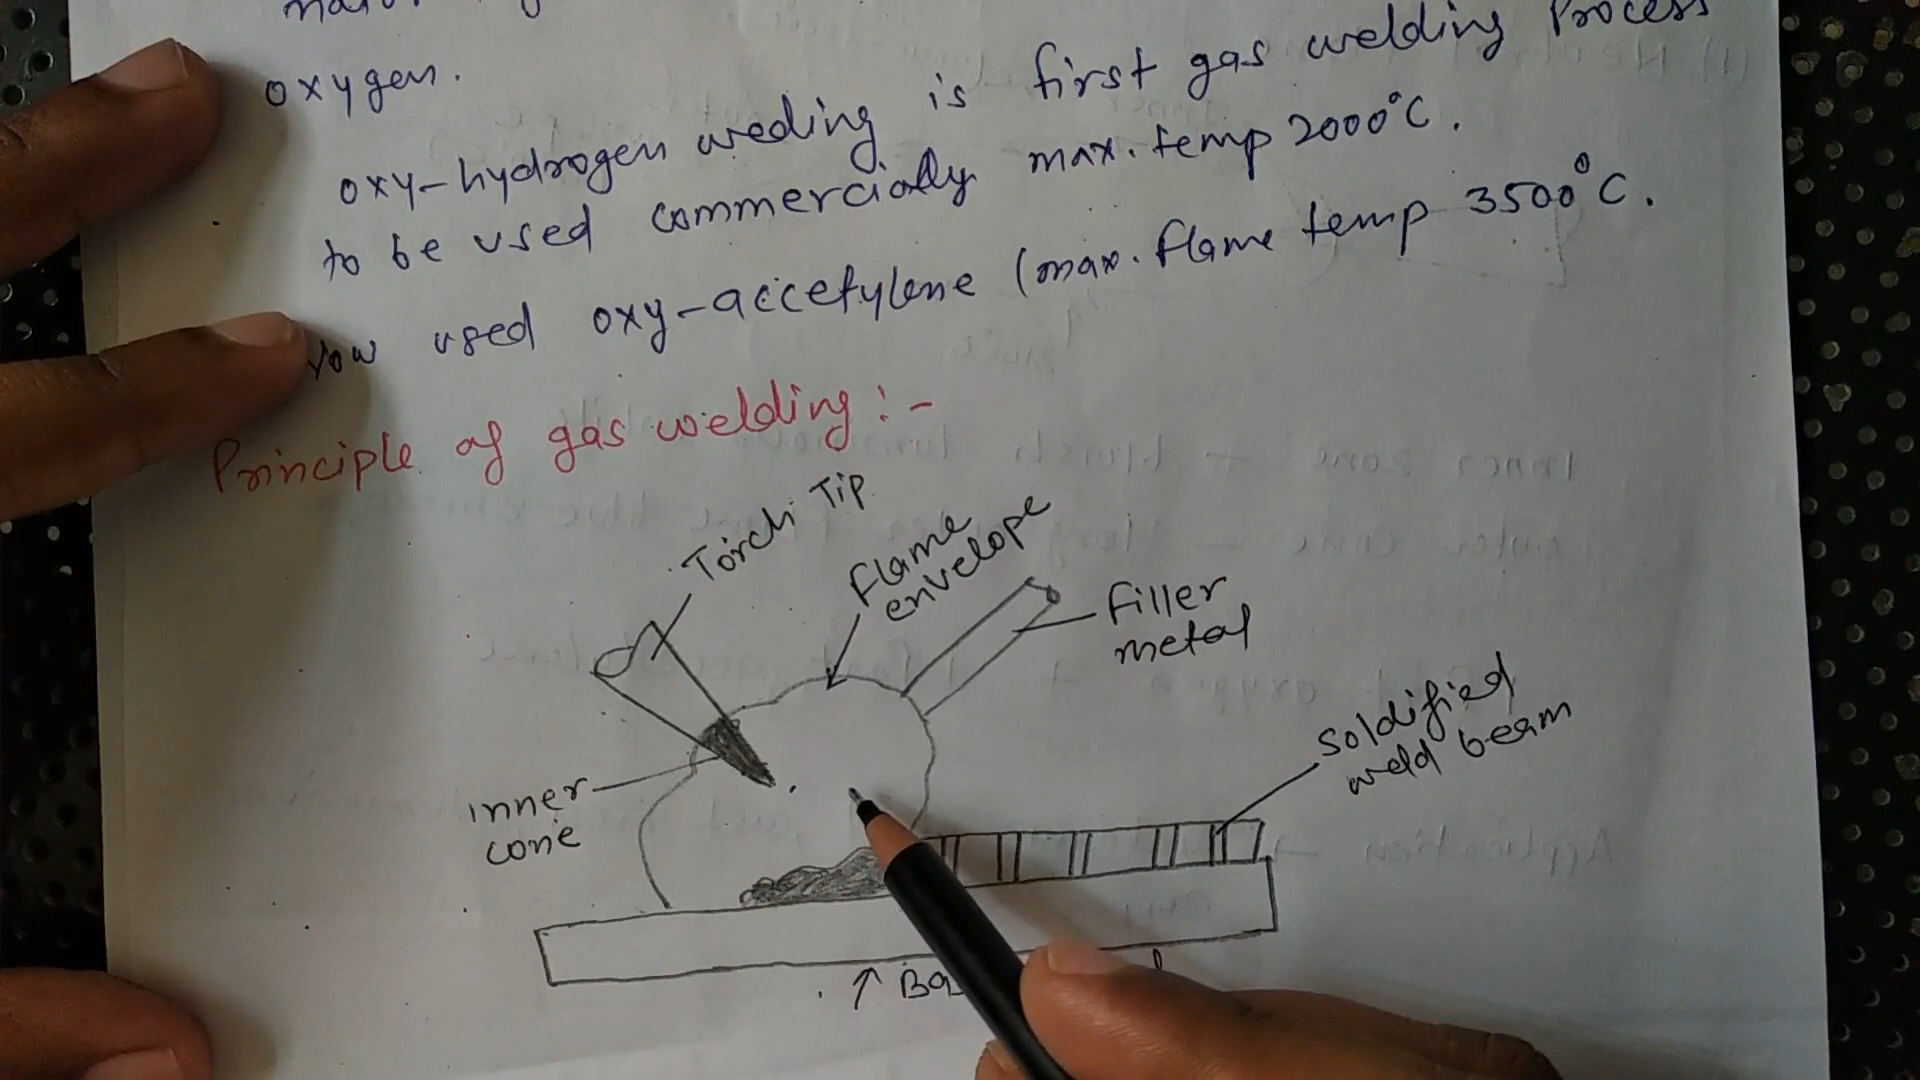 oxygen.
oxy-hydrogen weding is first gas welding Process
to be used commercially max. temp 2000°C.
used oxy-accetylene (max. flame temp 3500°C.
Principle of gas welding :-
Torch Tip
Flame
envelope
Filler
metal
soldified
weld beam
inner
cone
↑